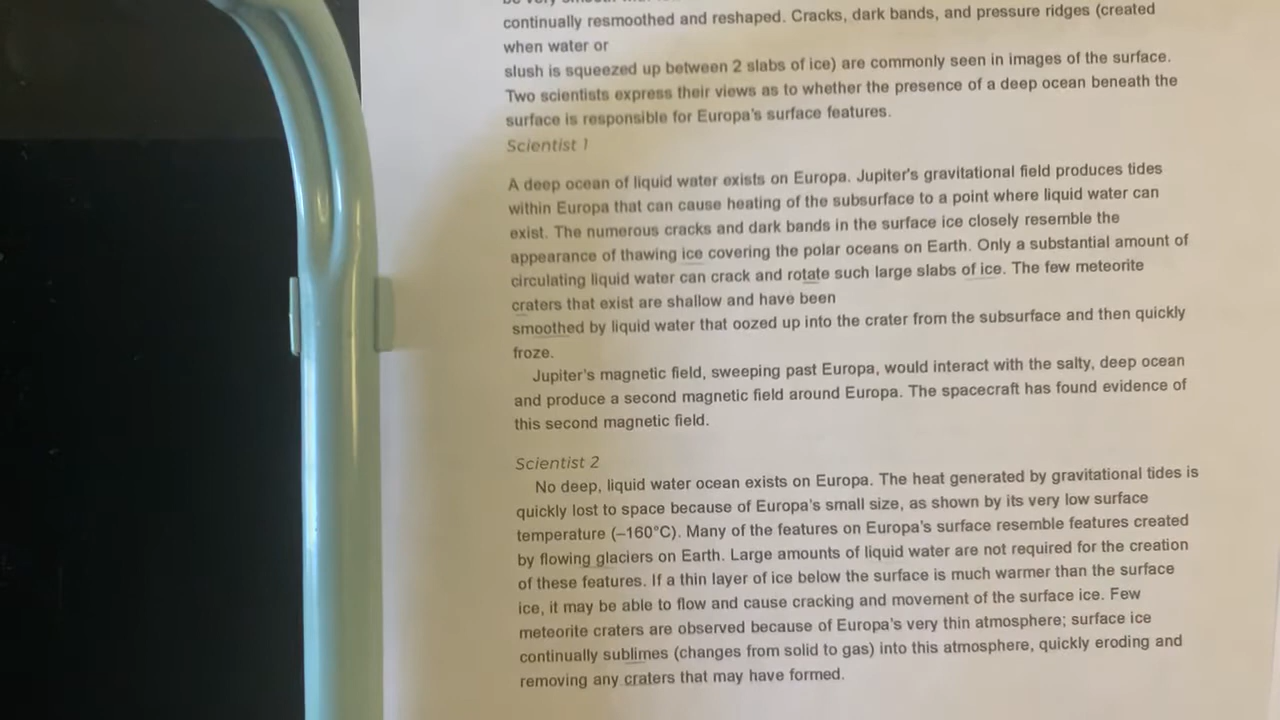 continually resmoothed and reshaped. Cracks, dark bands, and pressure ridges (created
when water or
slush is squeezed up between 2 slabs of ice) are commonly seen in images of the surface.
Two scientists express their views as to whether the presence of a deep ocean beneath the
surface is responsible for Europa's surface features.
Scientist 1
A deep ocean of liquid water exists on Europa. Jupiter's gravitational field produces tides
within Europa that can cause heating of the subsurface to a point where liquid water can
exist. The numerous cracks and dark bands in the surface ice closely resemble the
appearance of thawing ice covering the polar oceans on Earth. Only a substantial amount of
circulating liquid water can crack and rotate such large slabs of ice. The few meteorite
craters that exist are shallow and have been
smoothed by liquid water that oozed up into the crater from the subsurface and then quickly
froze.
Jupiter's magnetic field, sweeping past Europa, would interact with the salty, deep ocean
and produce a second magnetic field around Europa. The spacecraft has found evidence of
this second magnetic field.
Scientist 2
No deep, liquid water ocean exists on Europa. The heat generated by gravitational tides is
quickly lost to space because of Europa's small size, as shown by its very low surface
temperature (–160°C). Many of the features on Europa's surface resemble features created
by flowing glaciers on Earth. Large amounts of liquid water are not required for the creation
of these features. If a thin layer of ice below the surface is much warmer than the surface
ice, it may be able to flow and cause cracking and movement of the surface ice. Few
meteorite craters are observed because of Europa's very thin atmosphere; surface ice
continually sublimes (changes from solid to gas) into this atmosphere, quickly eroding and
removing any craters that may have formed.